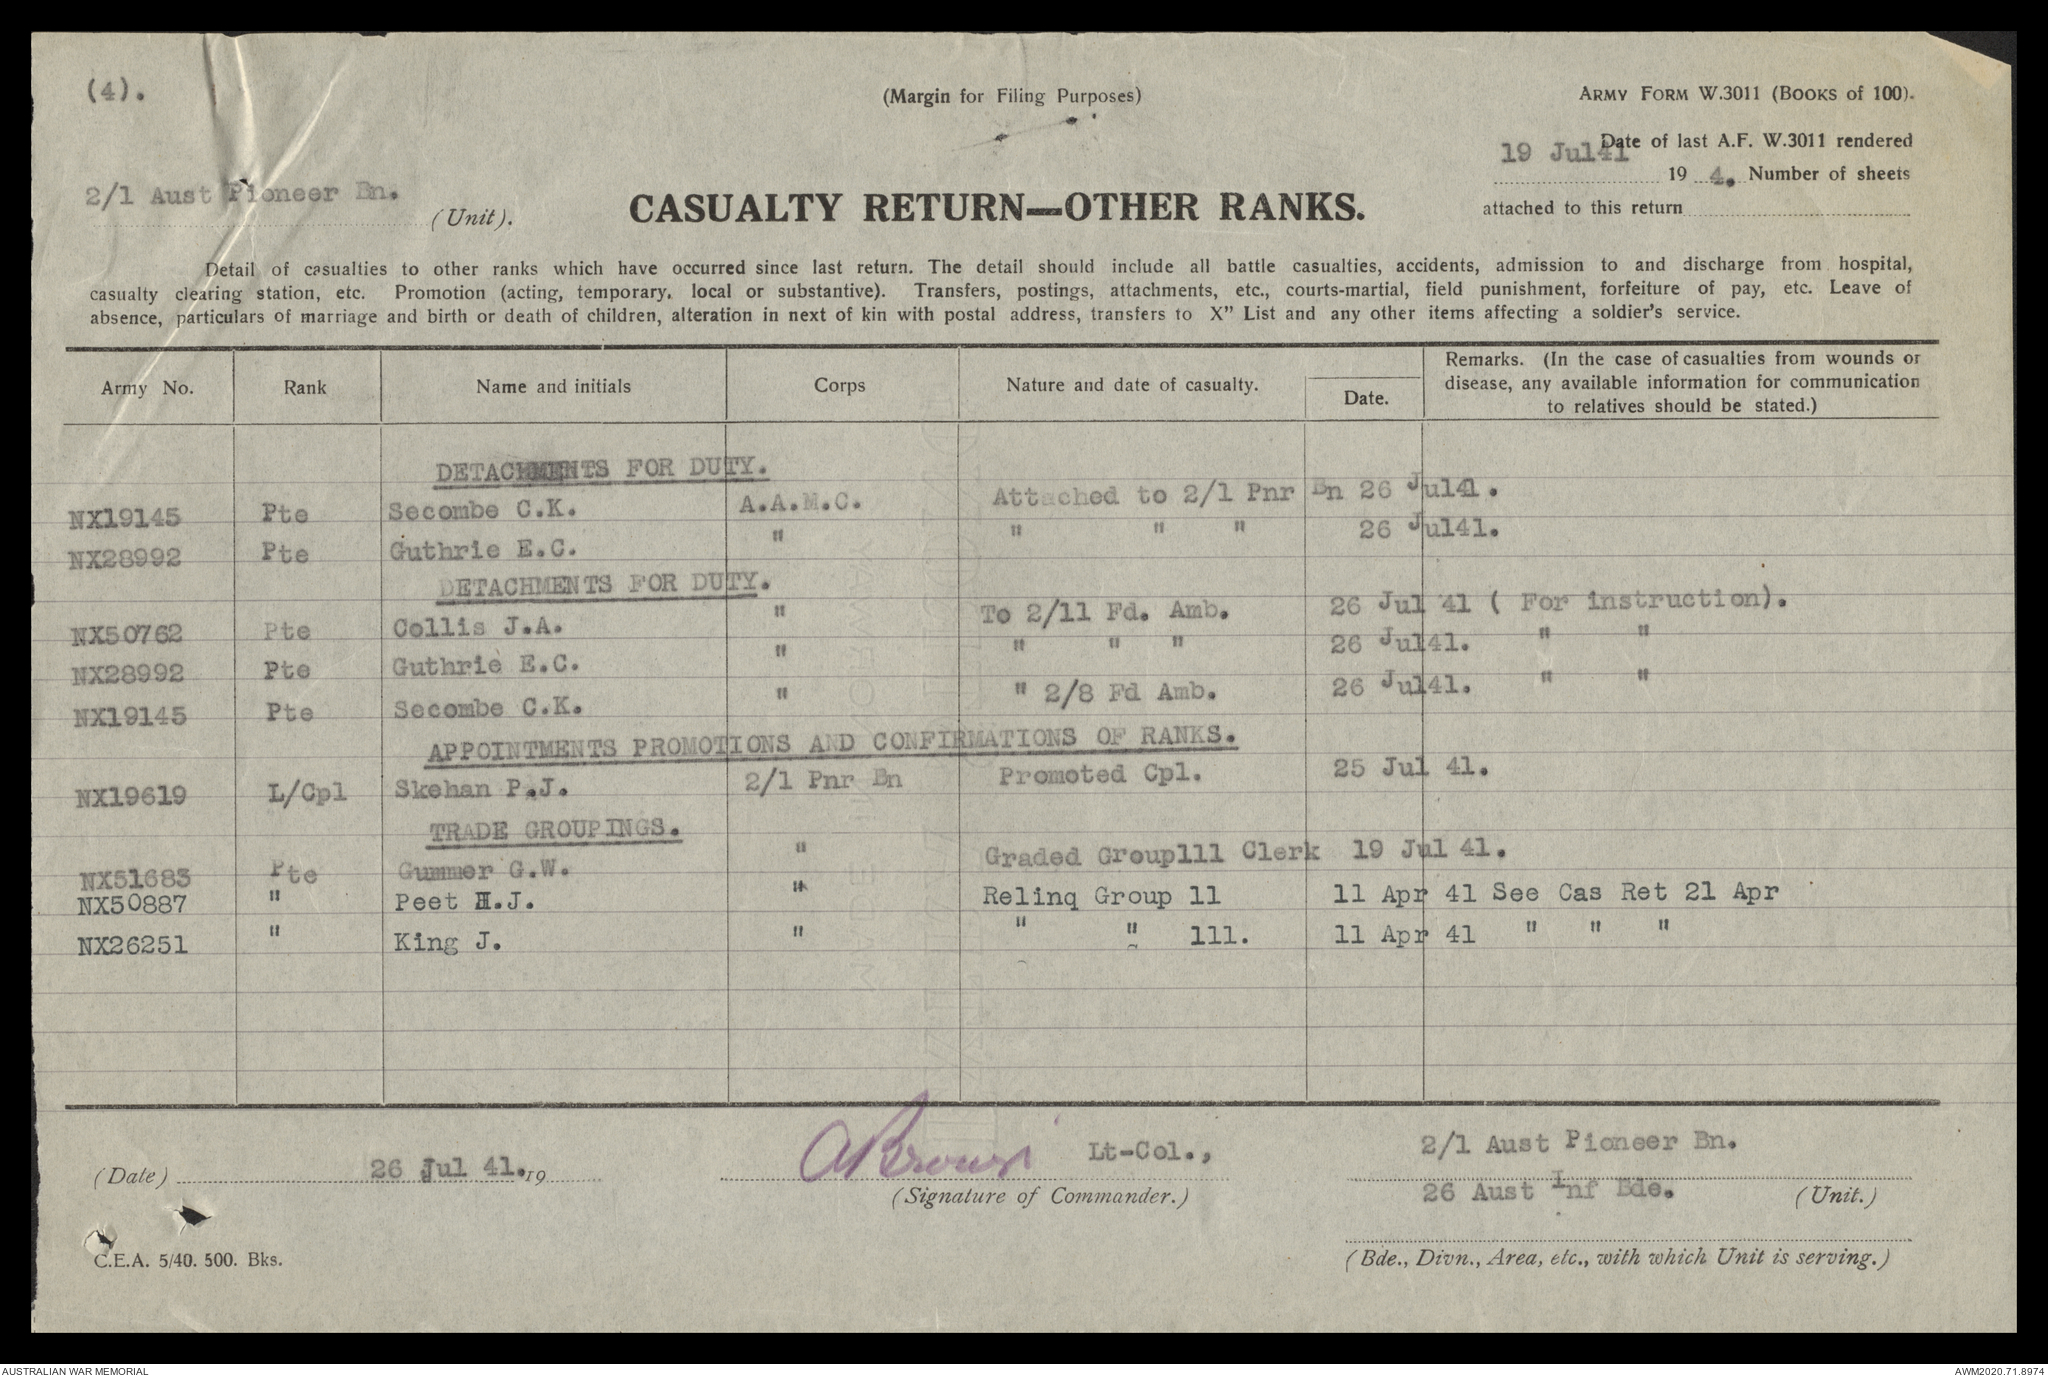 (4).
(Margin for Filing Purposes)
ARMY FORM W.3011 (BOOKS of 100).
Date of last A.F. W.3011 rendered
19 Jul41
19 4. Number of sheets
attached to this return
2/1 Aust Pioneer Bn.
(Unit).
CASUALTY RETURN—OTHER RANKS.
Detail of casualties to other ranks which have occurred since last return. The detail should include all battle casualties, accidents, admission to and discharge from hospital,
casualty clearing station, etc. Promotion (acting, temporary, local or substantive). Transfers, postings, attachments, etc., courts-martial, field punishment, forfeiture of pay, etc. Leave of
absence, particulars of marriage and birth or death of children, alteration in next of kin with postal address, transfers to X” List and any other items affecting a soldier's service.
Army No. Rank Name and initials Corps Nature and date of casualty. Date. Remarks. (In the case of casualties from wounds or
disease, any available information for communication
to relatives should be stated.)
DETACHMENTS FOR DUTY.
NX19145 Pte Secombe C.K. A.A.M.C. Attached to 2/1 Pnr Bn 26 Jul41.
NX28992 Pte Guthrie E.C. " " " " 26 Jul41.
DETACHMENTS FOR DUTY.
NX50762 Pte Collis J.A. " To 2/11 Fd. Amb. 26 Jul 41 ( For instruction).
NX28992 Pte Guthrie E.C. " " " " 26 Jul41. " "
NX19145 Pte Secombe C.K. " " 2/8 Fd Amb. 26 Jul41. " "
APPOINTMENTS PROMOTIONS AND CONFIRMATIONS OF RANKS.
NX19619 L/Cpl Skehan P.J. 2/1 Pnr Bn Promoted Cpl. 25 Jul 41.
TRADE GROUPINGS.
NX51683 Pte Gummer G.W. " Graded Group111 Clerk 19 Jul 41.
NX50887 " Peet H.J. " Relinq Group 11 11 Apr 41 See Cas Ret 21 Apr
NX26251 " King J. " " " 111. 11 Apr 41 " " "
(Date) 26 Jul 41. 19
ABrown Lt-Col.,
(Signature of Commander.)
2/1 Aust Pioneer Bn.
26 Aust Inf Bde. (Unit.)
(Bde., Divn., Area, etc., with which Unit is serving.)
C.E.A. 5/40. 500. Bks.
AUSTRALIAN WAR MEMORIAL
AWM2020.71.8974